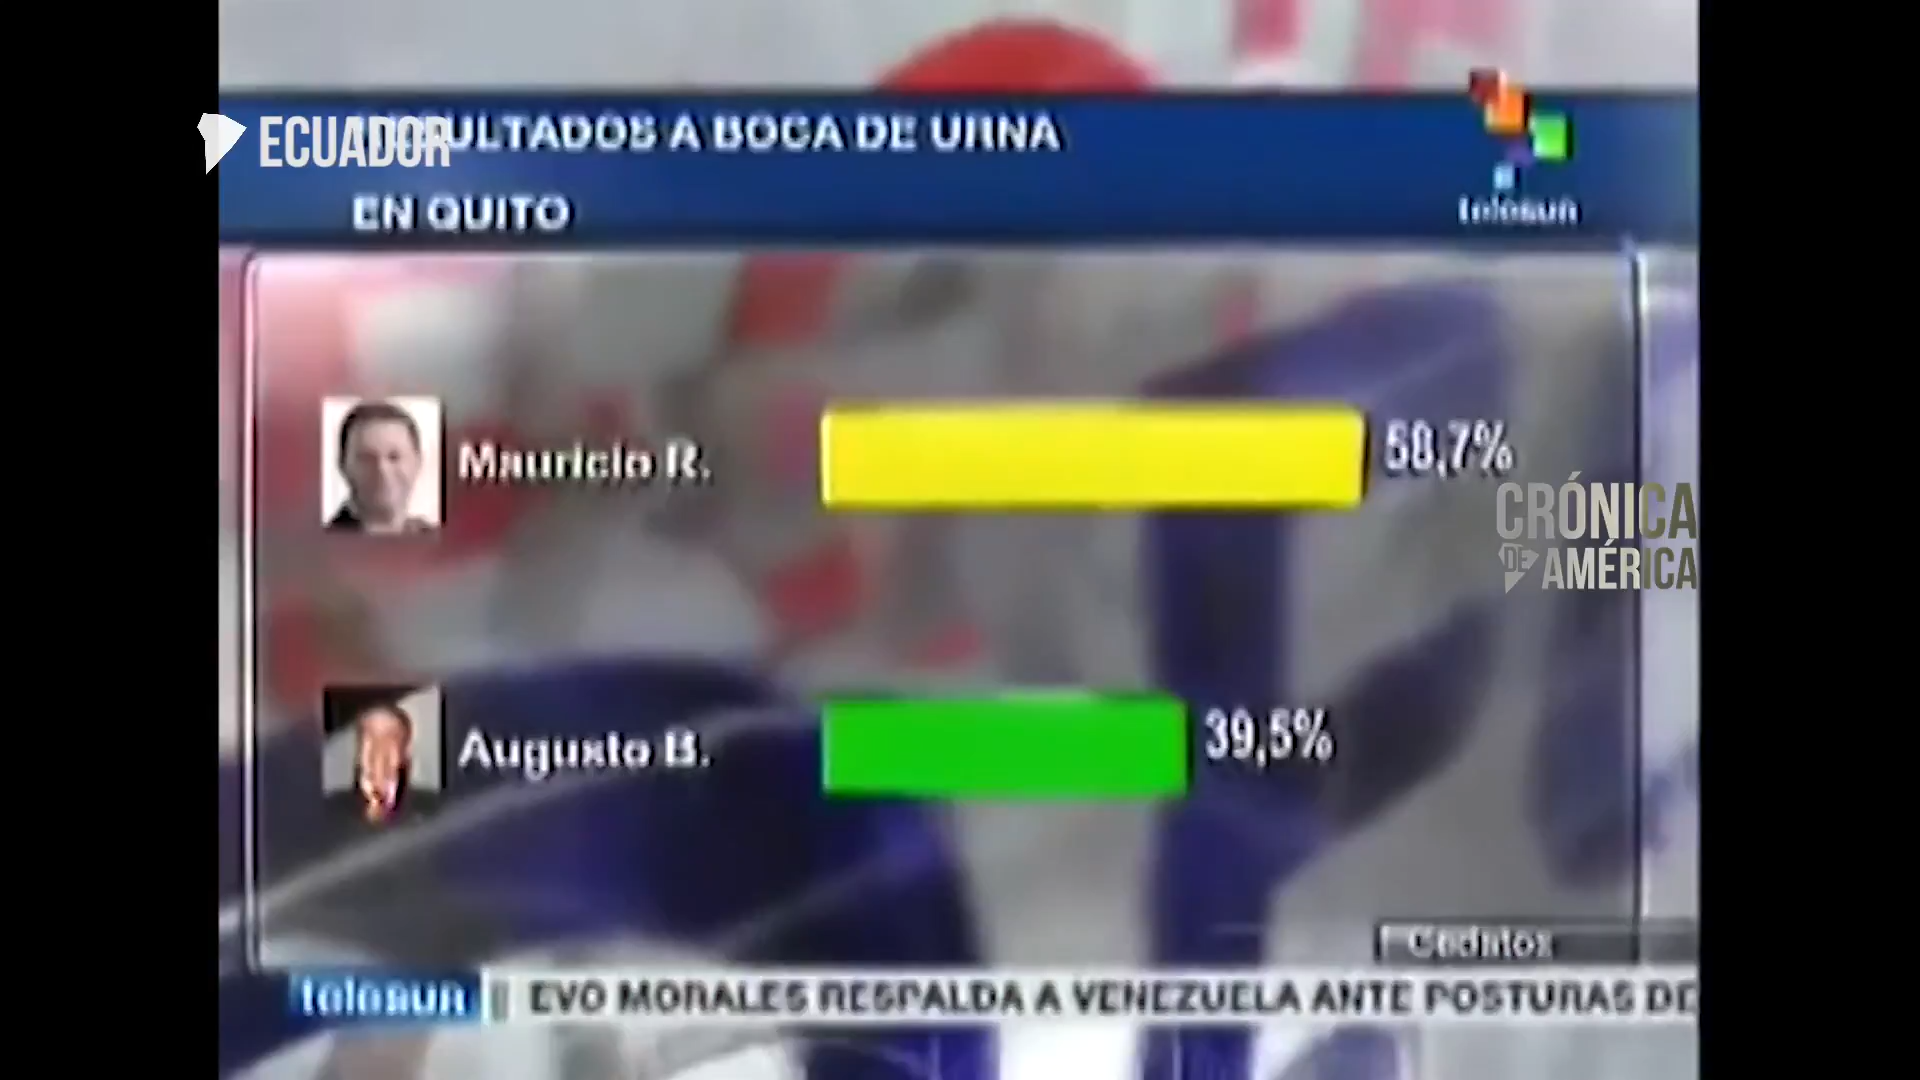 ECUADOR
RESULTADOS A BOCA DE URNA
EN QUITO
telesur
Mauricio R.
58,7%
CRÓNICA
DE AMÉRICA
Augusto B.
39,5%
Cedatos
telesur
EVO MORALES RESPALDA A VENEZUELA ANTE POSTURAS DE